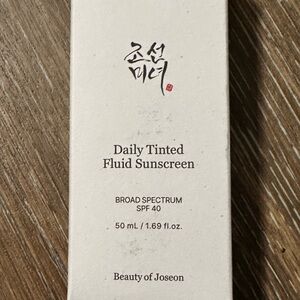 조선
미녀
Daily Tinted
Fluid Sunscreen
BROAD SPECTRUM
SPF 40
50 mL / 1.69 fl.oz.
Beauty of Joseon